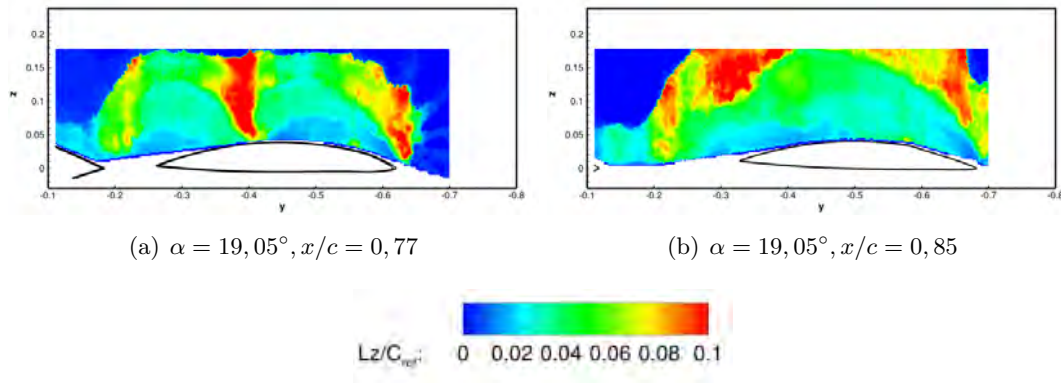 0.2
0.15
0.1
0.05
0
z
-0.1 -0.2 -0.3 -0.4 -0.5 -0.6 -0.7 -0.8
y
0.2
0.15
0.1
0.05
0
z
-0.1 -0.2 -0.3 -0.4 -0.5 -0.6 -0.7 -0.8
y
(a) α = 19, 05°, x/c = 0, 77
(b) α = 19, 05°, x/c = 0, 85
Lz/C_ref: 0 0.02 0.04 0.06 0.08 0.1